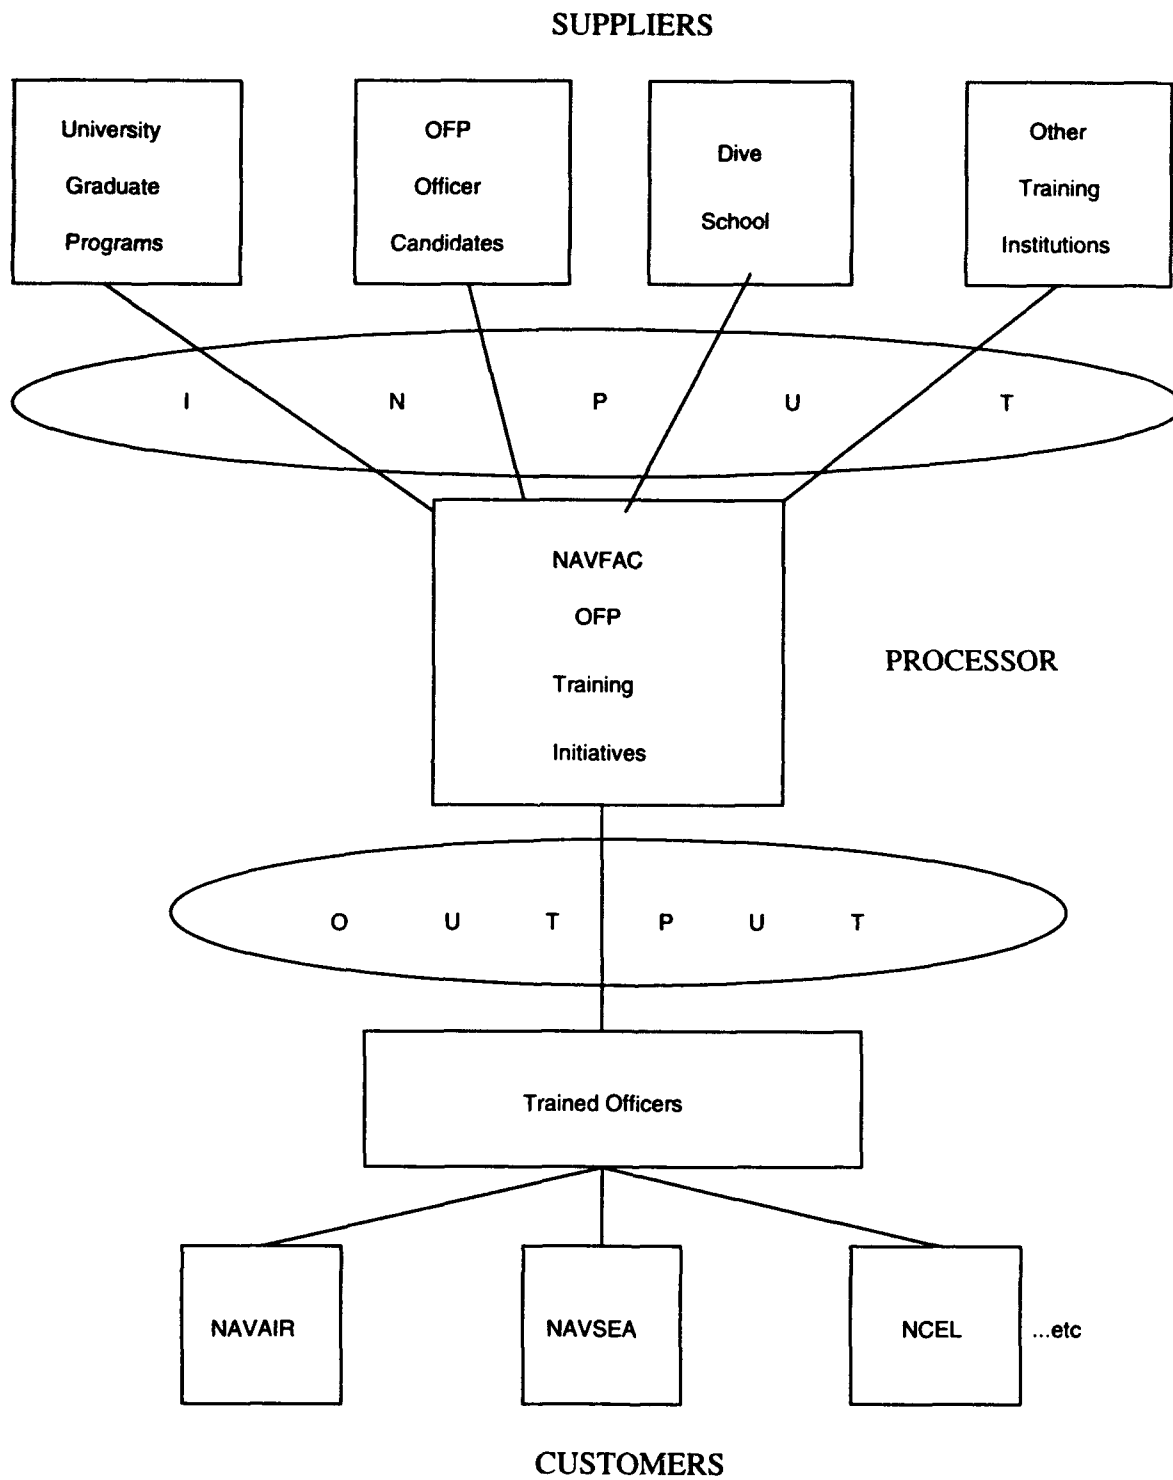 SUPPLIERS
University
Graduate
Programs
OFP
Officer
Candidates
Dive
School
Other
Training
Institutions
I N P U T
NAVFAC
OFP
Training
Initiatives
PROCESSOR
O U T P U T
Trained Officers
NAVAIR
NAVSEA
NCEL
...etc
CUSTOMERS